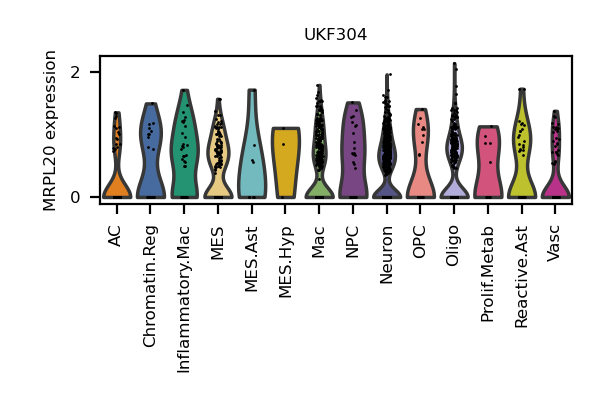 UKF304
MRPL20 expression
2
0
AC
Chromatin.Reg
Inflammatory.Mac
MES
MES.Ast
MES.Hyp
Mac
NPC
Neuron
OPC
Oligo
Prolif.Metab
Reactive.Ast
Vasc